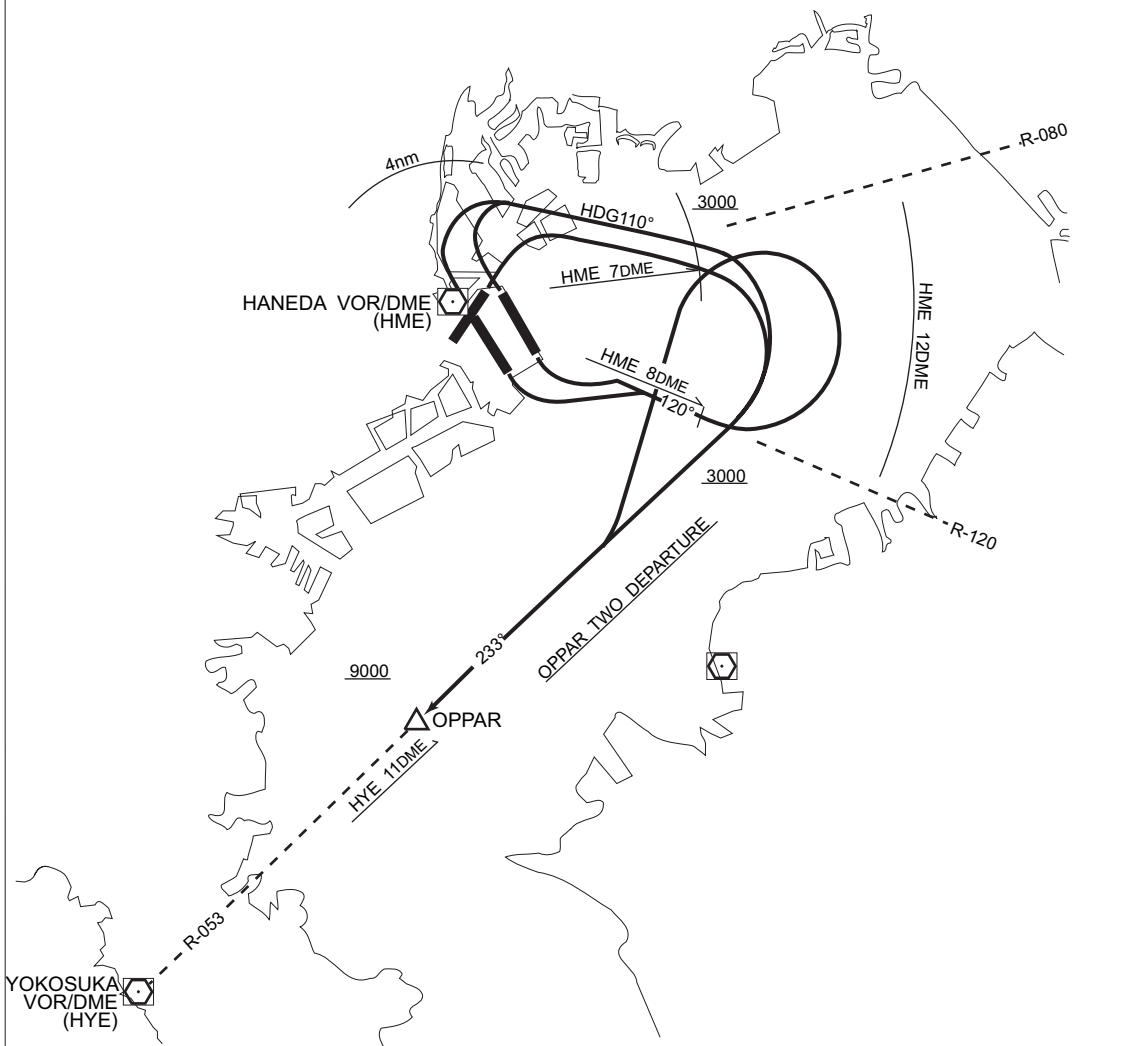 R-080
4nm
3000
HDG110°
HME 7DME
HANEDA VOR/DME
(HME)
HME 12DME
HME 8DME
120°
3000
R-120
OPPAR TWO DEPARTURE
233°
9000
OPPAR
HYE 11DME
R-053
YOKOSUKA
VOR/DME
(HYE)